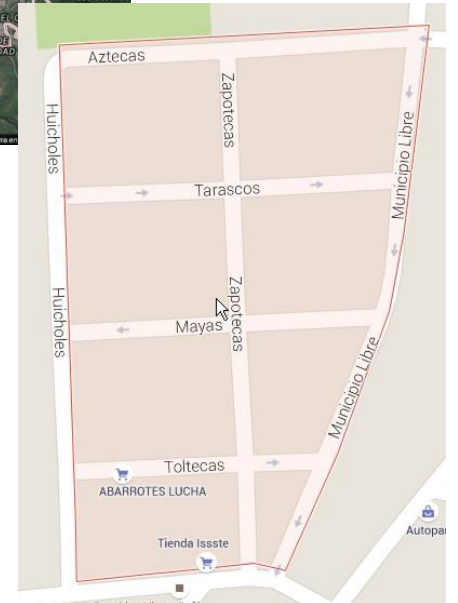 Aztecas
Huicholes
Zapotecas
Municipio Libre
Tarascos
Huicholes
Zapotecas
Mayas
Municipio Libre
Toltecas
ABARROTES LUCHA
Tienda Issste